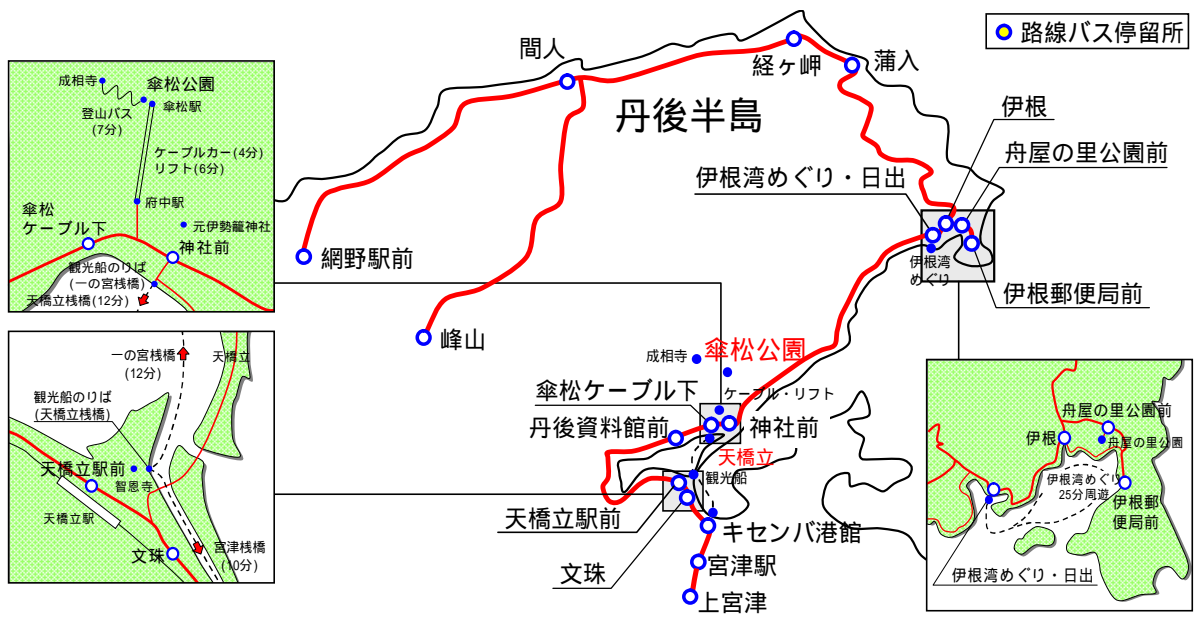 路線バス停留所
間人
経ヶ岬
蒲入
丹後半島
伊根
舟屋の里公園前
伊根湾めぐり・日出
伊根湾
めぐり
伊根郵便局前
網野駅前
峰山
成相寺
傘松公園
ケーブル・リフト
傘松ケーブル下
丹後資料館前
神社前
天橋立
観光船
天橋立駅前
キセンバ港館
文珠
宮津駅
上宮津
成相寺
傘松公園
傘松駅
登山バス
(7分)
ケーブルカー(4分)
リフト(6分)
府中駅
傘松
ケーブル下
元伊勢籠神社
神社前
観光船のりば
(一の宮桟橋)
天橋立桟橋(12分)
一の宮桟橋
(12分)
天橋立
観光船のりば
(天橋立桟橋)
天橋立駅前
智恩寺
天橋立駅
文珠
宮津桟橋
(10分)
舟屋の里公園前
伊根
舟屋の里公園
伊根湾めぐり
25分周遊
伊根郵
便局前
伊根湾めぐり・日出